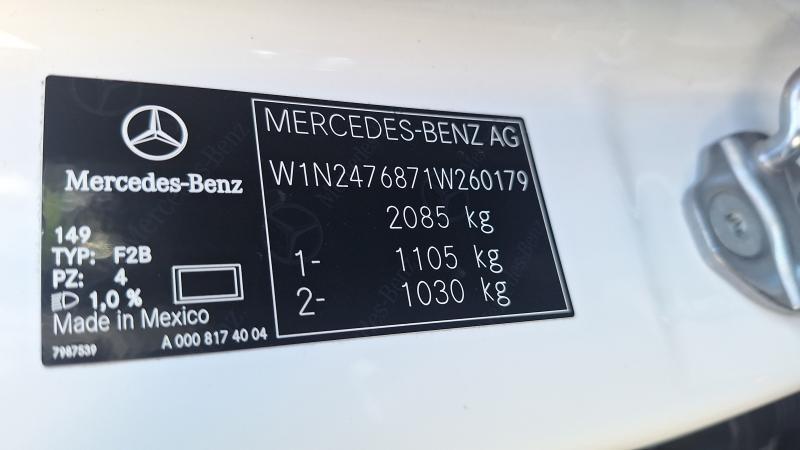 Mercedes-Benz
149
TYP: F2B
PZ: 4
1,0 %
Made in Mexico
7987539
A 000 817 40 04
MERCEDES-BENZ AG
W1N2476871W260179
2085 kg
1- 1105 kg
2- 1030 kg